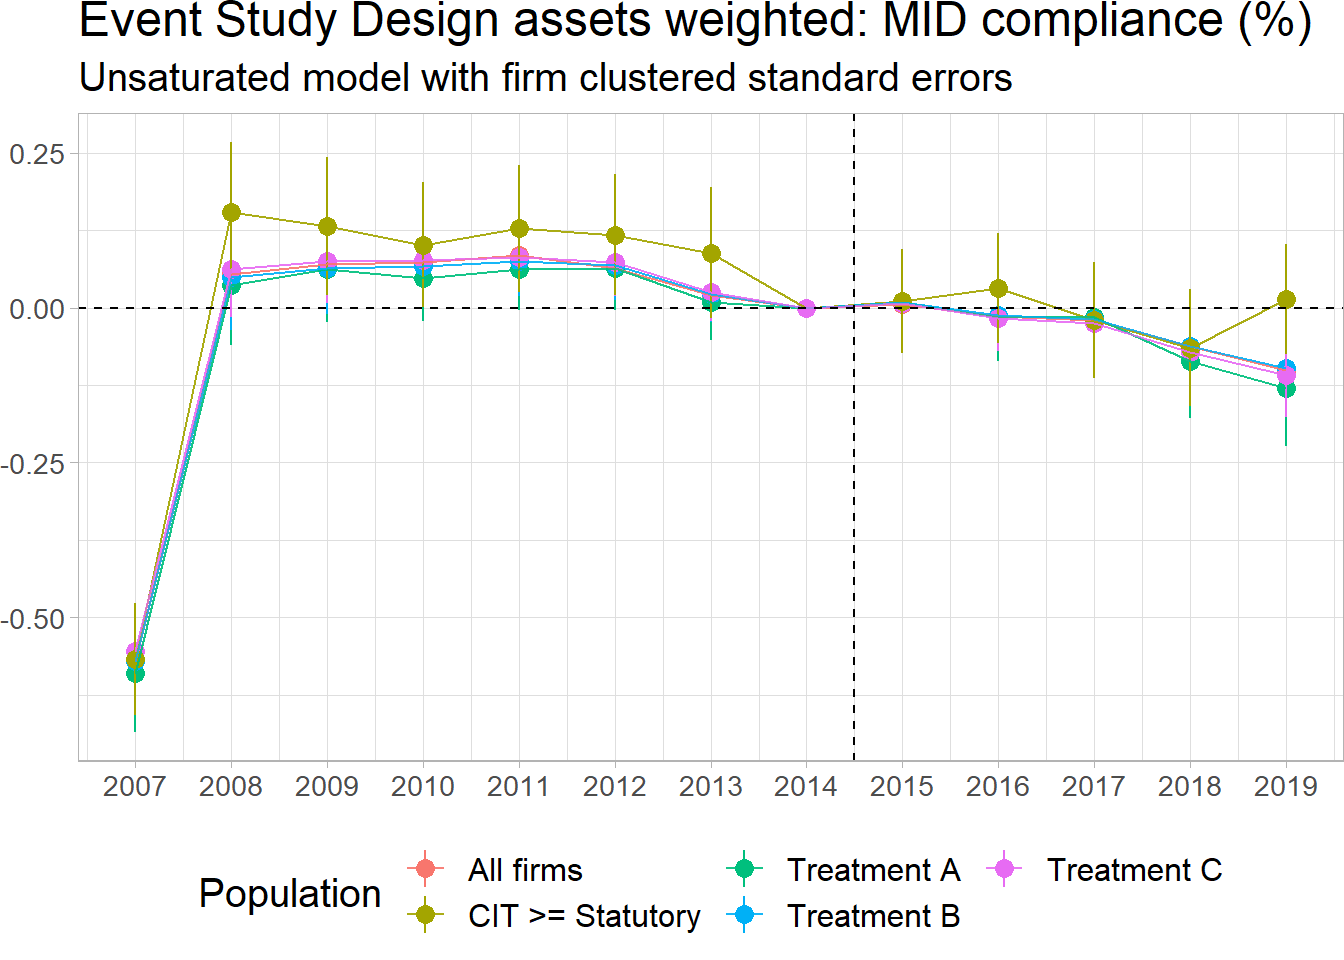 Event Study Design assets weighted: MID compliance (%)
Unsaturated model with firm clustered standard errors
0.25
0.00
-0.25
-0.50
2007 2008 2009 2010 2011 2012 2013 2014 2015 2016 2017 2018 2019
Population
All firms Treatment A Treatment C
CIT >= Statutory Treatment B